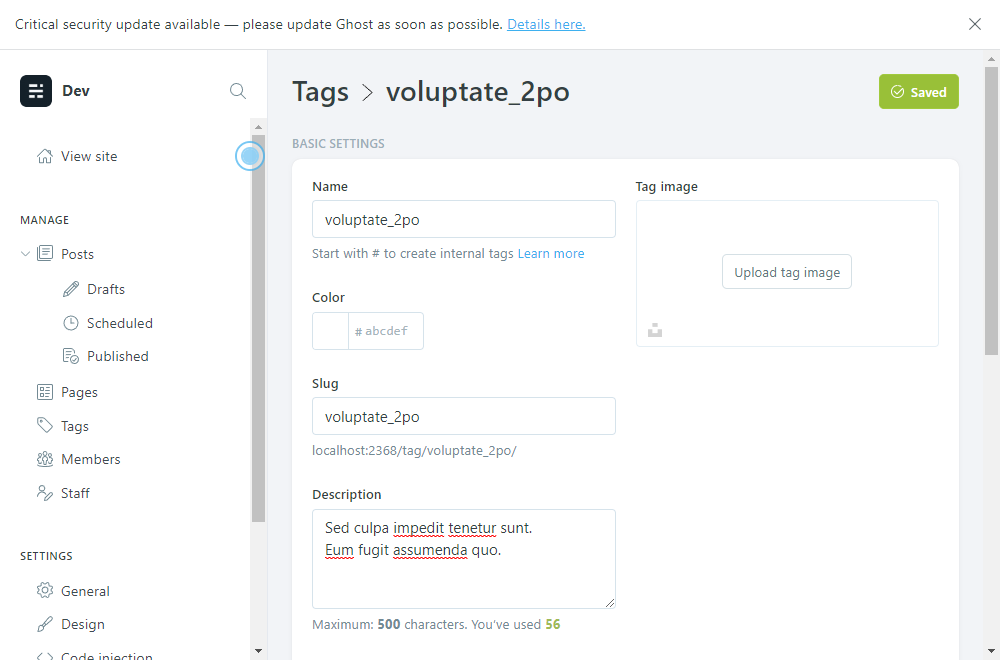 Critical security update available — please update Ghost as soon as possible. Details here.
Dev
View site
MANAGE
Posts
Drafts
Scheduled
Published
Pages
Tags
Members
Staff
SETTINGS
General
Design
Code injection
Tags > voluptate_2po
Saved
BASIC SETTINGS
Name
voluptate_2po
Start with # to create internal tags Learn more
Color
# abcdef
Slug
voluptate_2po
localhost:2368/tag/voluptate_2po/
Description
Sed culpa impedit tenetur sunt.
Eum fugit assumenda quo.
Maximum: 500 characters. You've used 56
Tag image
Upload tag image